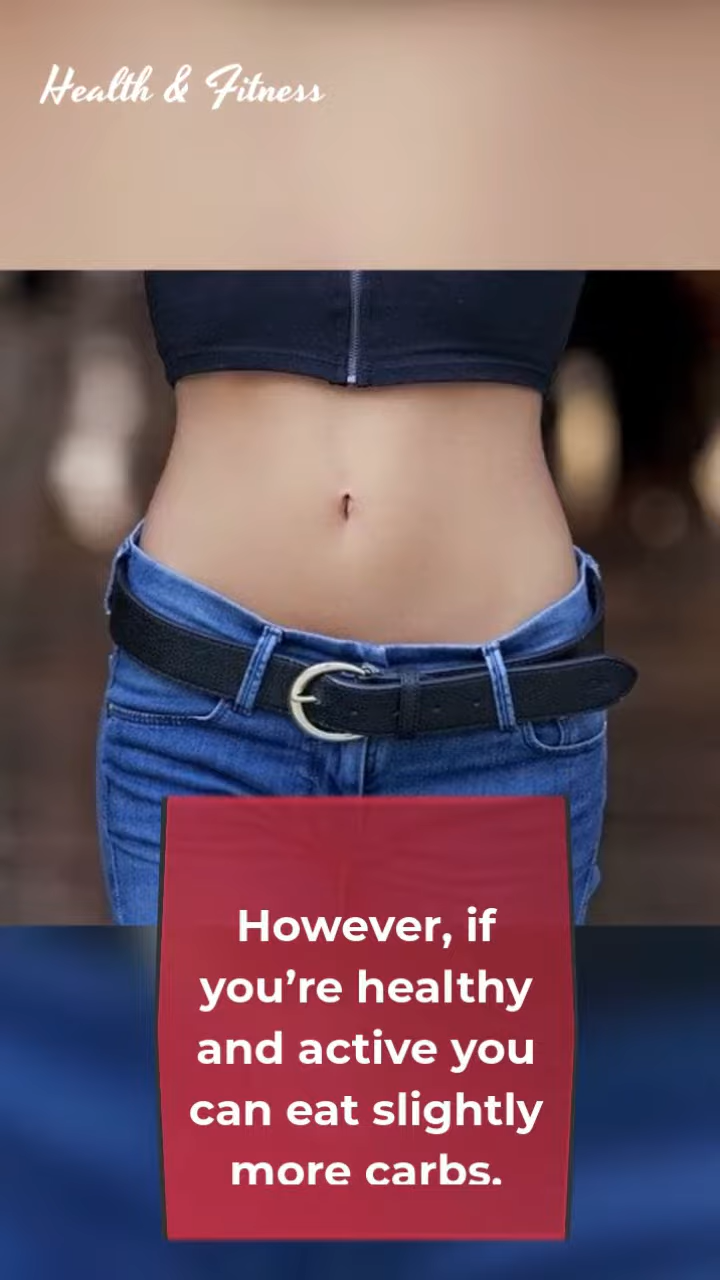 Health & Fitness
However, if
you’re healthy
and active you
can eat slightly
more carbs.